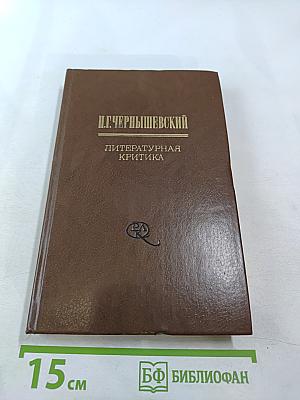 Н.Г.ЧЕРНЫШЕВСКИЙ
ЛИТЕРАТУРНАЯ
КРИТИКА
15 см
БФ БИБЛИОФАН